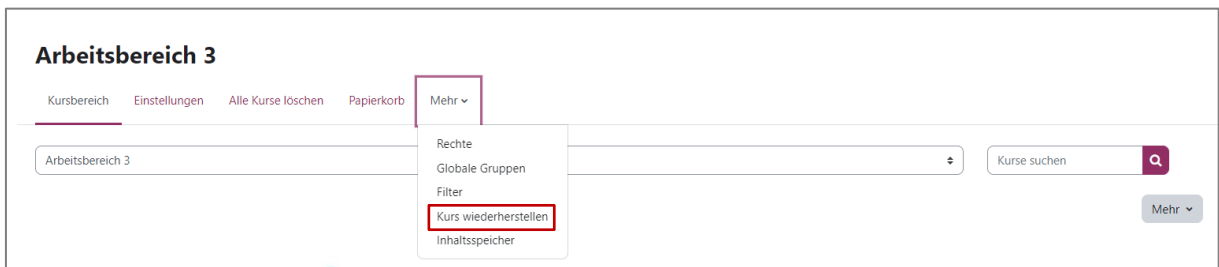 Arbeitsbereich 3
Kursbereich Einstellungen Alle Kurse löschen Papierkorb Mehr
Rechte
Arbeitsbereich 3 Kurse suchen
Globale Gruppen
Filter
Mehr
Kurs wiederherstellen
Inhaltsspeicher